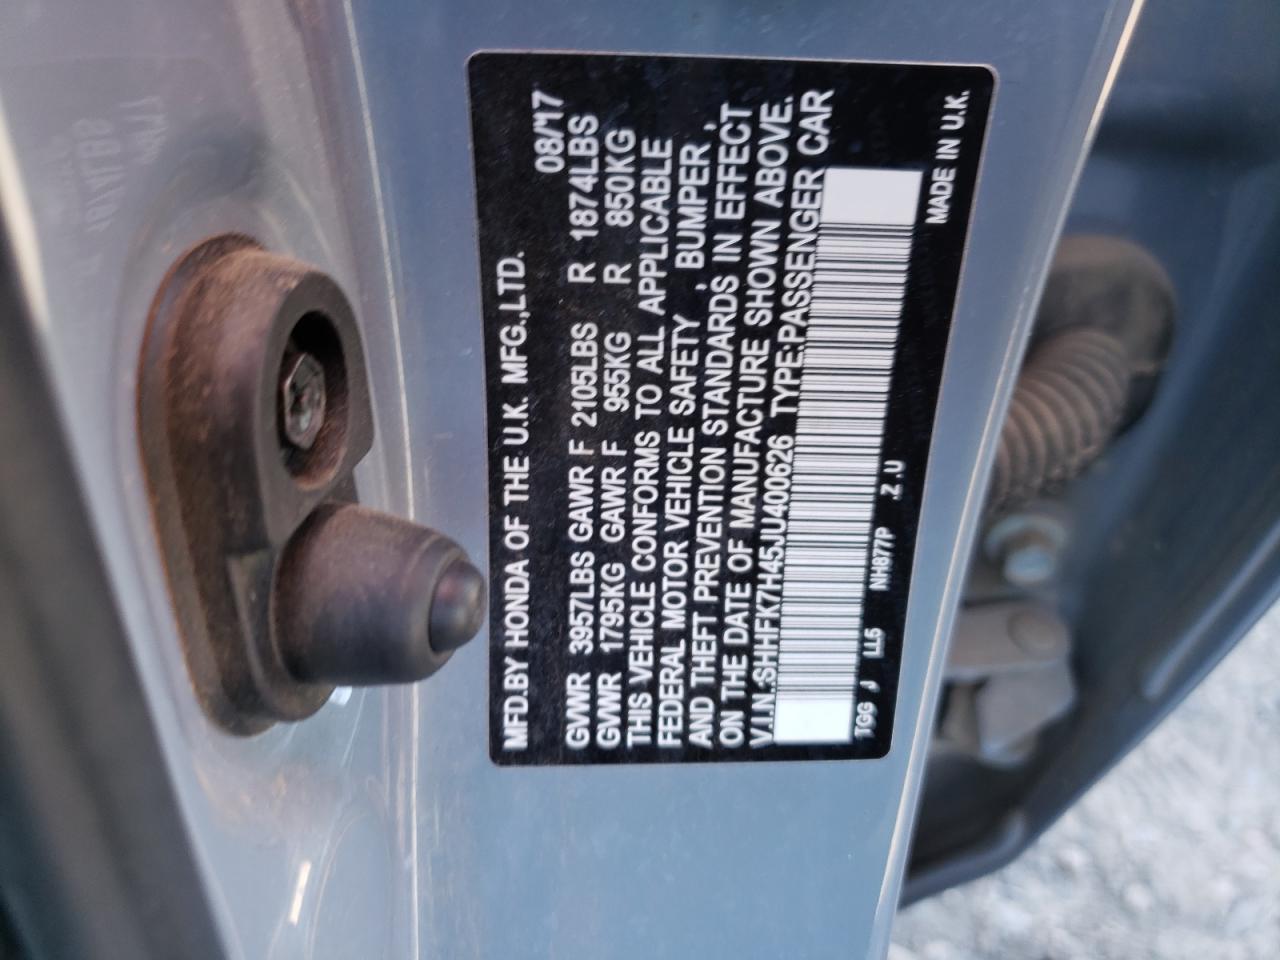 MFD.BY HONDA OF THE U.K. MFG.,LTD. 08/'17
GVWR 3957LBS GAWR F 2105LBS R 1874LBS
GVWR 1795KG GAWR F 955KG R 850KG
THIS VEHICLE CONFORMS TO ALL APPLICABLE
FEDERAL MOTOR VEHICLE SAFETY , BUMPER ,
AND THEFT PREVENTION STANDARDS IN EFFECT
ON THE DATE OF MANUFACTURE SHOWN ABOVE.
V.I.N.:SHHFK7H45JU400626 TYPE:PASSENGER CAR
TGG J LL5 NH877P .Z.U MADE IN U.K.